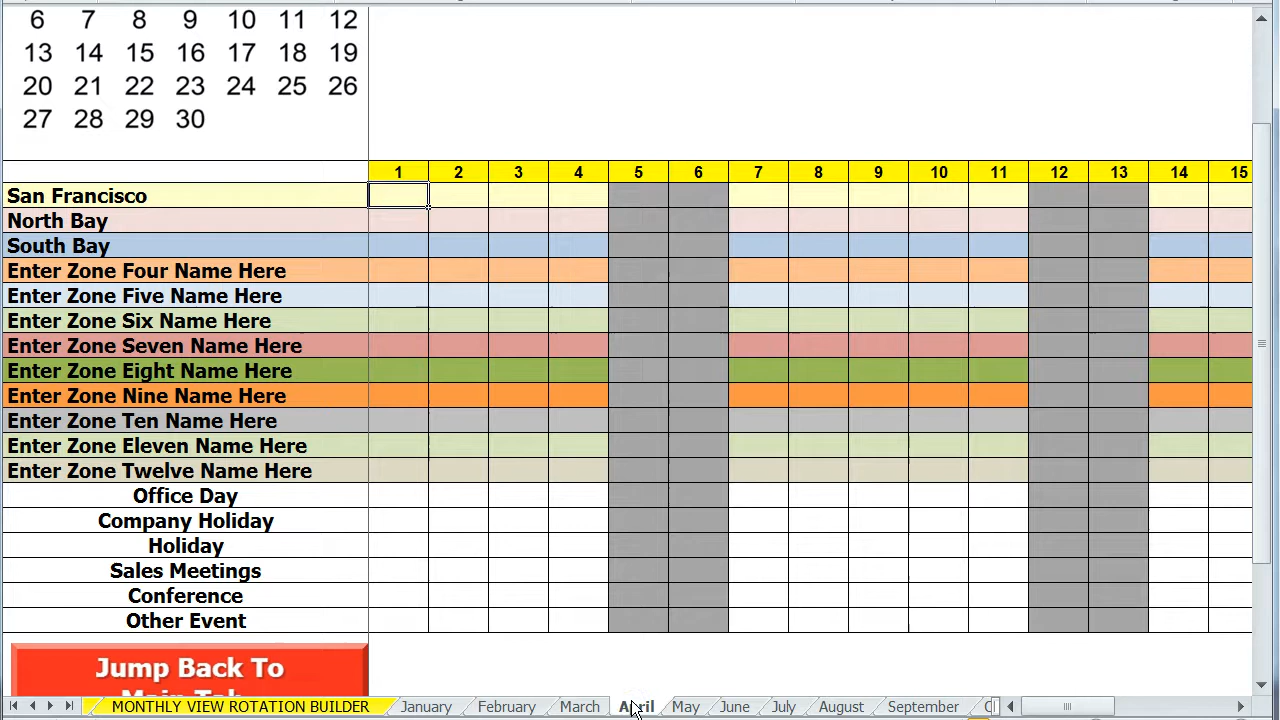 6 7 8 9 10 11 12
13 14 15 16 17 18 19
20 21 22 23 24 25 26
27 28 29 30
1 2 3 4 5 6 7 8 9 10 11 12 13 14 15
San Francisco
North Bay
South Bay
Enter Zone Four Name Here
Enter Zone Five Name Here
Enter Zone Six Name Here
Enter Zone Seven Name Here
Enter Zone Eight Name Here
Enter Zone Nine Name Here
Enter Zone Ten Name Here
Enter Zone Eleven Name Here
Enter Zone Twelve Name Here
Office Day
Company Holiday
Holiday
Sales Meetings
Conference
Other Event
Jump Back To
Main Tab
MONTHLY VIEW ROTATION BUILDER January February March April May June July August September